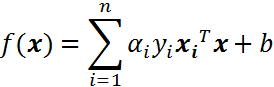 f(x) = ∑_{i=1}^{n} α_i y_i x_i^T x + b